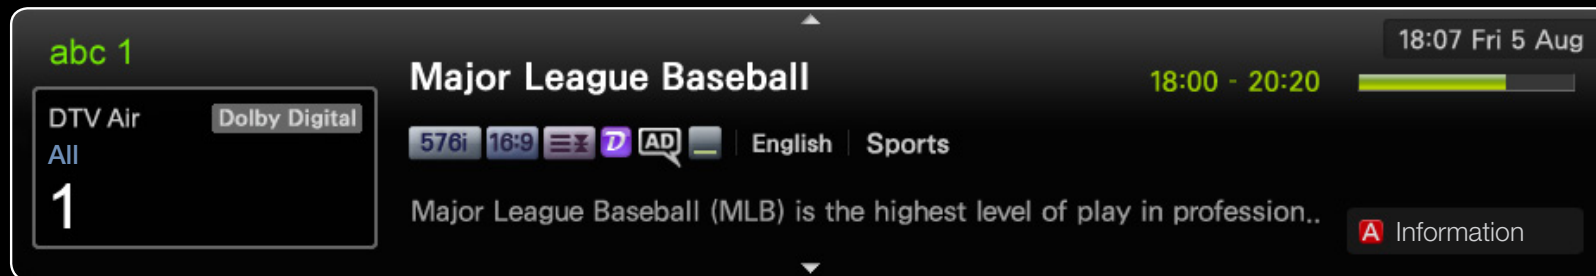 abc 1
DTV Air Dolby Digital
All
1
Major League Baseball
18:00 - 20:20
18:07 Fri 5 Aug
576i 16:9 D AD English Sports
Major League Baseball (MLB) is the highest level of play in profession..
A Information